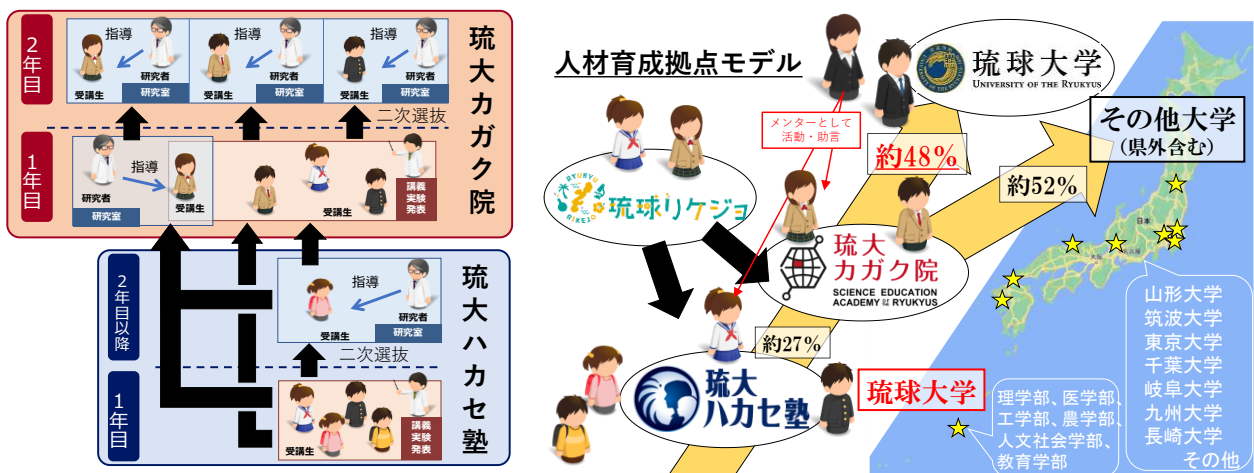 琉大カガク院
2年目
指導
研究者
受講生
研究室
指導
研究者
受講生
研究室
指導
研究者
受講生
研究室
二次選抜
1年目
指導
研究者
研究室
受講生
受講生
講義
実験
発表
琉大ハカセ塾
2年目以降
指導
研究者
受講生
研究室
二次選抜
1年目
受講生
講義
実験
発表
人材育成拠点モデル
琉球大学
UNIVERSITY OF THE RYUKYUS
メンターとして
活動・助言
約48%
その他大学
(県外含む)
約52%
RYUKYU
RIKEJO
琉球リケジョ
琉大
カガク院
SCIENCE EDUCATION
ACADEMY OF THE RYUKYUS
約27%
琉大
ハカセ塾
琉球大学
理学部、医学部、
工学部、農学部、
人文社会学部、
教育学部
日本
山形大学
筑波大学
東京大学
千葉大学
岐阜大学
九州大学
長崎大学
その他